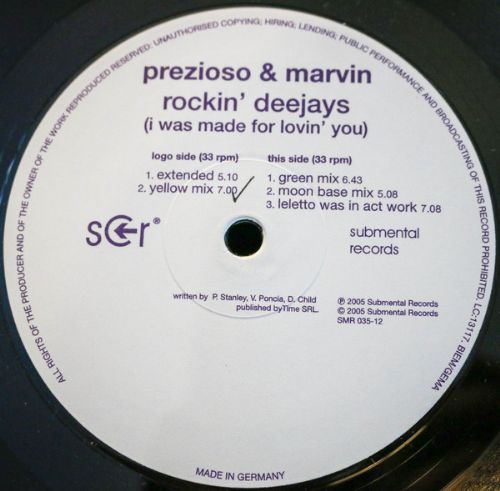 ALL RIGHTS OF THE PRODUCER AND OF THE OWNER OF THE WORK REPRODUCED RESERVED; UNAUTHORISED COPYING; HIRING; LENDING; PUBLIC PERFORMANCE AND BROADCASTING OF THIS RECORD PROHIBITED. LC-13117. BIEM/GEMA
prezioso & marvin
rockin' deejays
(i was made for lovin' you)
logo side (33 rpm)
1. extended 5.10
2. yellow mix 7.00
this side (33 rpm)
1. green mix 6.43
2. moon base mix 5.08
3. leletto was in act work 7.08
scr®
submental
records
written by P. Stanley, V. Poncia, D. Child
published byTime SRL.
℗ 2005 Submental Records
© 2005 Submental Records
SMR 035-12
MADE IN GERMANY